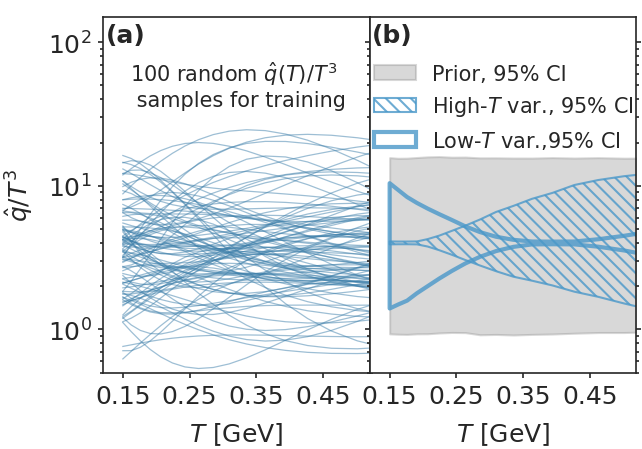 (a)
100 random q̂(T)/T³
samples for training
(b)
Prior, 95% CI
High-T var., 95% CI
Low-T var.,95% CI
q̂/T³
10²
10¹
10⁰
0.15 0.25 0.35 0.45
0.15 0.25 0.35 0.45
T [GeV]
T [GeV]